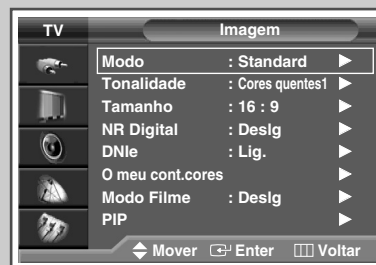 TV Imagem
Modo : Standard
Tonalidade : Cores quentes1
Tamanho : 16 : 9
NR Digital : Deslg
DNIe : Lig.
O meu cont.cores
Modo Filme : Deslg
PIP
Mover Enter Voltar